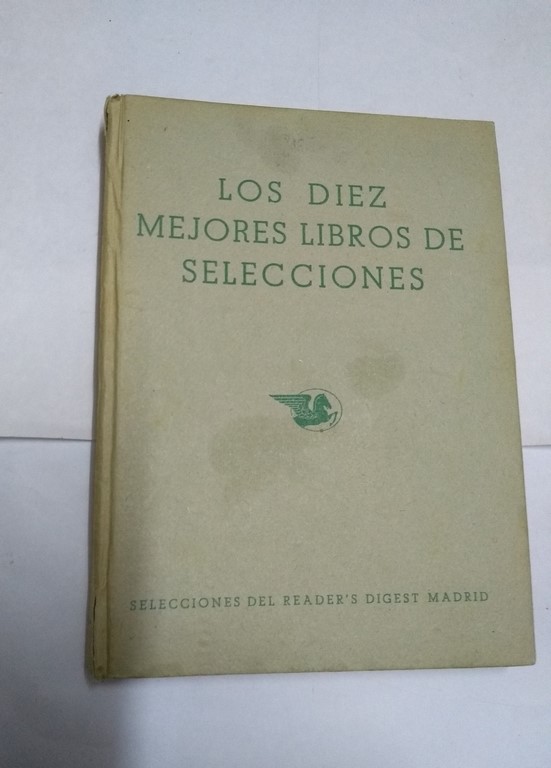 LOS DIEZ
MEJORES LIBROS DE
SELECCIONES
SELECCIONES DEL READER'S DIGEST MADRID